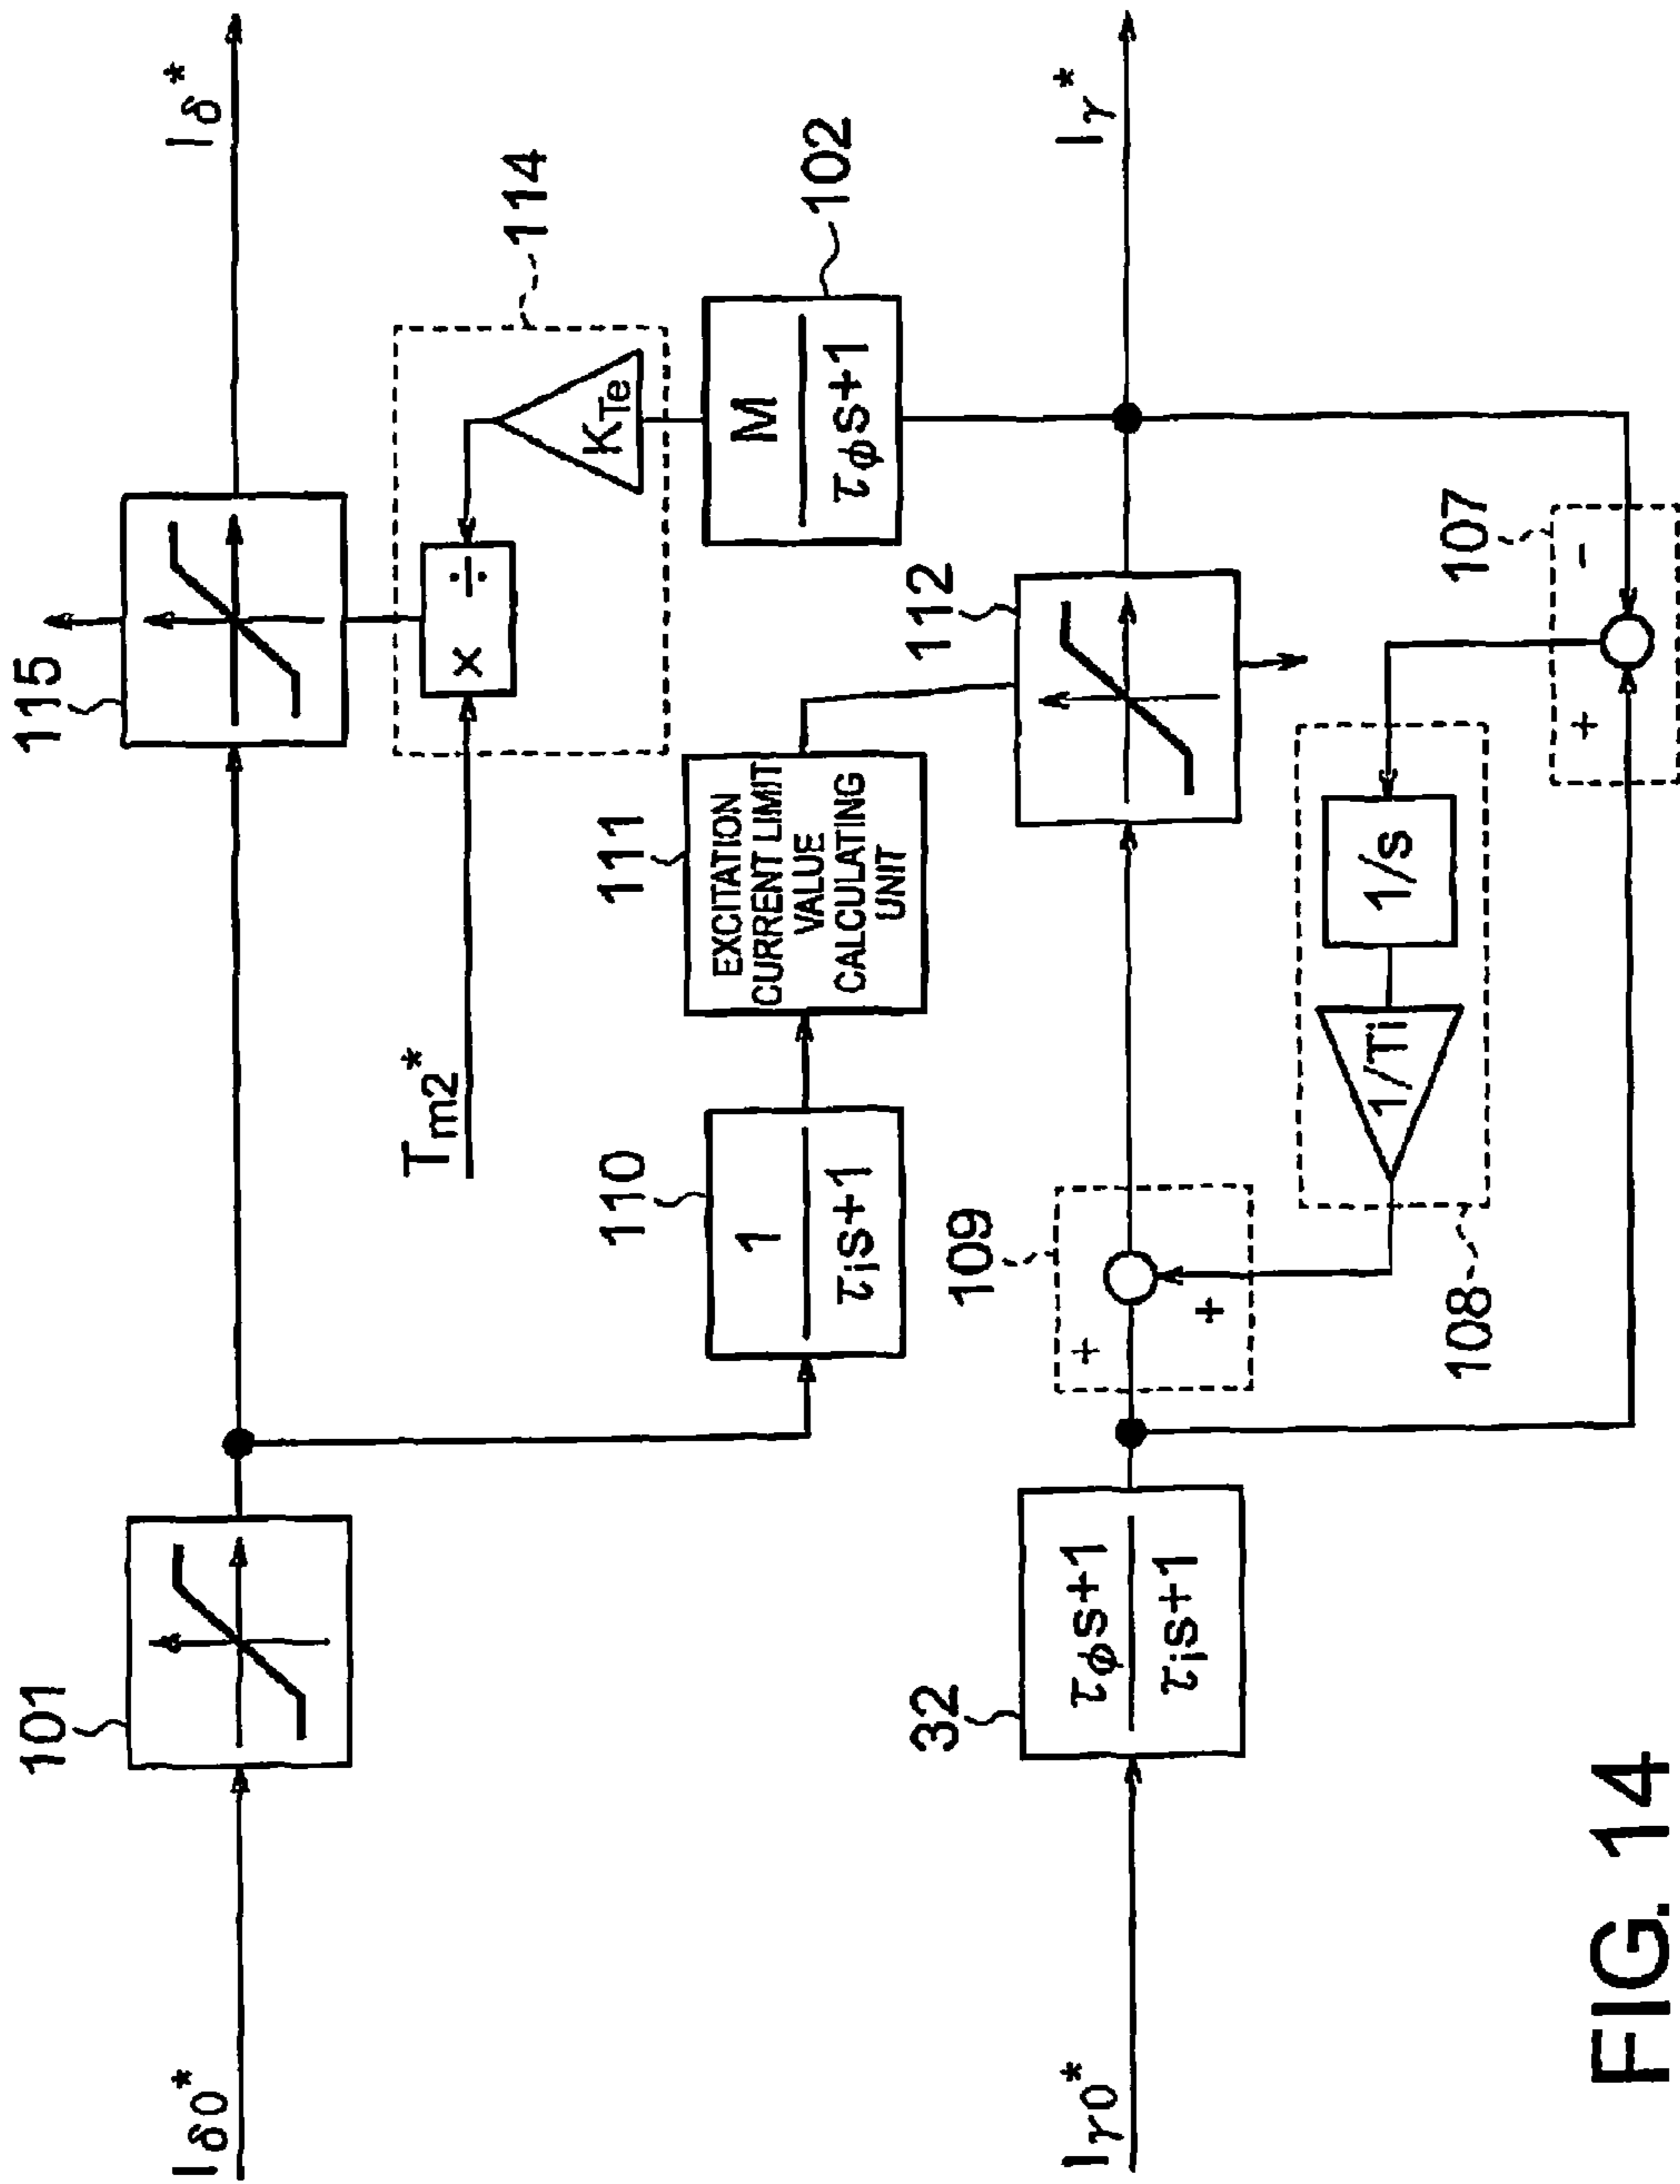 101
115
Iδ0*
Iδ*
Tm2*
x ÷
KTe
114
110
1
τis+1
111
EXCITATION
CURRENT LIMIT
VALUE
CALCULATING
UNIT
M
τφs+1
102
32
τφs+1
τis+1
109
+
+
112
Iγ0*
Iγ*
108
1/Ti
1/s
107
+
-
FIG. 14